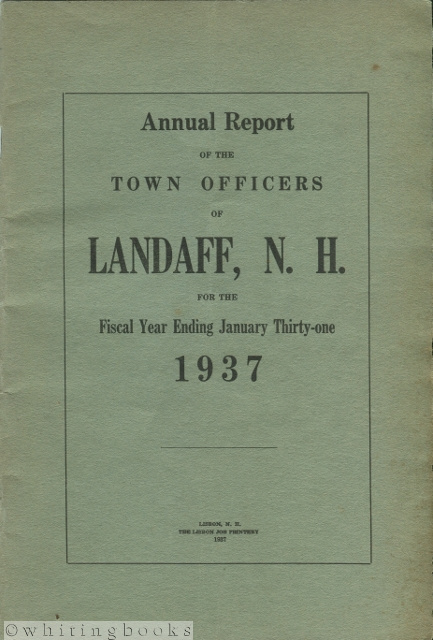 Annual Report
OF THE
TOWN OFFICERS
OF
LANDAFF, N. H.
FOR THE
Fiscal Year Ending January Thirty-one
1937
LISBON, N. H.
THE LISBON JOB PRINTERY
1937
©whiringbooks